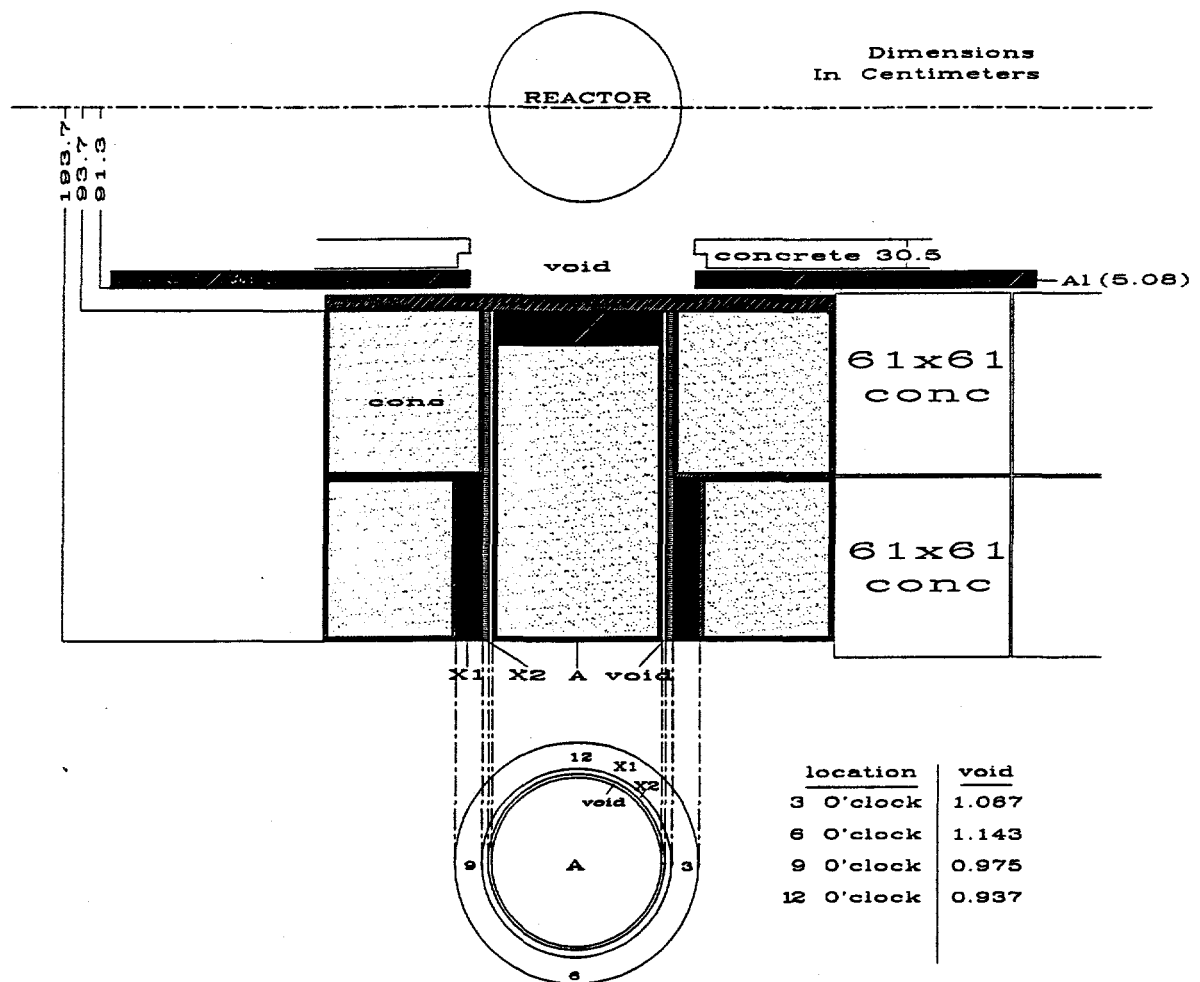 Dimensions
In Centimeters
REACTOR
193.7
93.7
91.3
void
concrete 30.5
Al (5.08)
conc
61x61
conc
61x61
conc
X1 X2 A void
12
X1
X2
void
9
A
3
6
location void
3 O'clock 1.067
6 O'clock 1.143
9 O'clock 0.975
12 O'clock 0.937